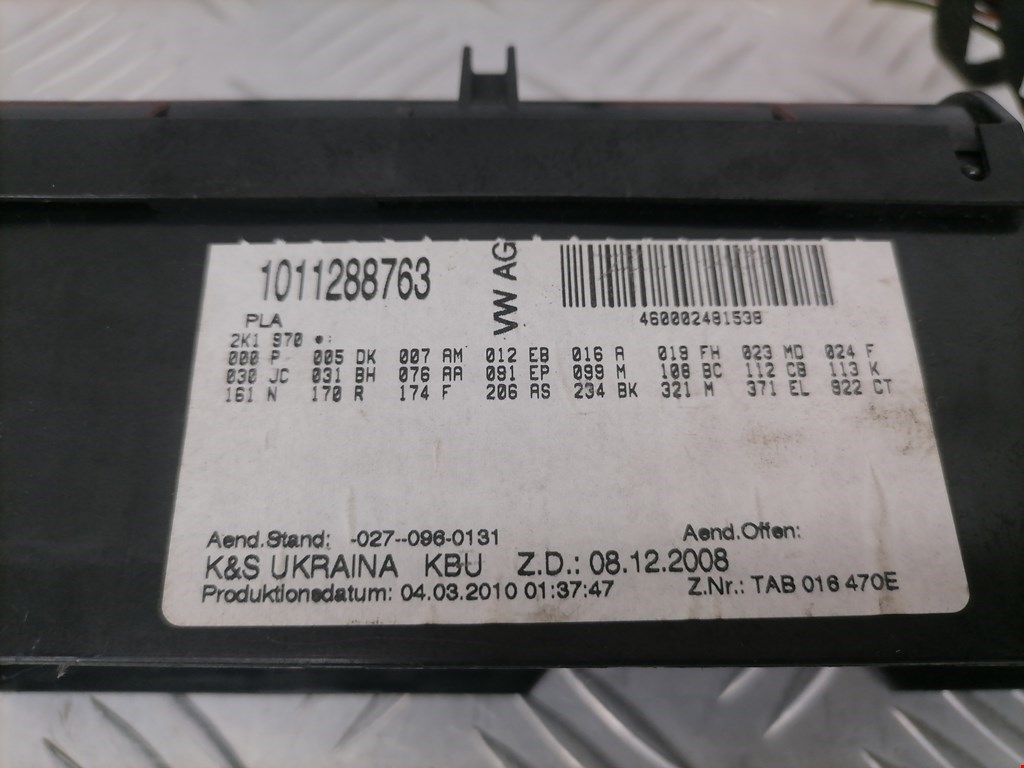 1011288763
VW AG
460002481538
PLA
2K1 970
000 P 005 DK 007 AM 012 EB 016 A 019 FH 023 MD 024 F
030 JC 031 BH 076 AA 091 EP 099 M 108 BC 112 CB 113 K
161 N 170 R 174 F 206 AS 234 BK 321 M 371 EL 922 CT
Aend.Stand: -027--096-0131 Aend.Offen:
K&S UKRAINA KBU Z.D.: 08.12.2008
Produktionsdatum: 04.03.2010 01:37:47 Z.Nr.: TAB 016 470E